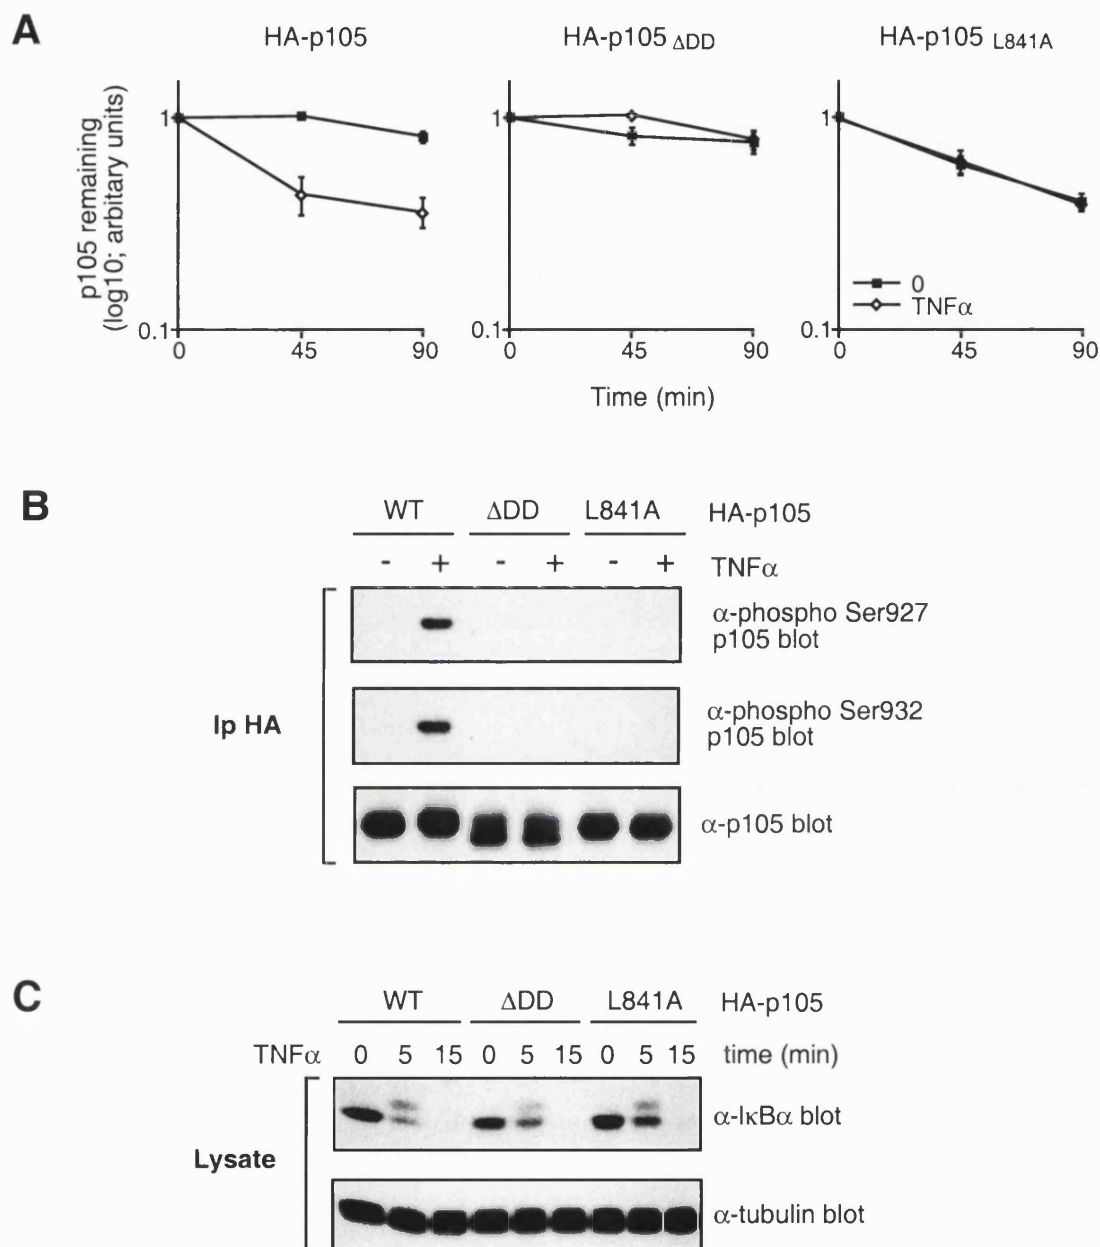 A
HA-p105
HA-p105 ΔDD
HA-p105 L841A
p105 remaining
(log10; arbitary units)
1
0.1
0 45 90
1
0.1
0 45 90
1
0.1
0 45 90
0
TNFα
Time (min)
B
WT ΔDD L841A HA-p105
- + - + - + TNFα
α-phospho Ser927
p105 blot
Ip HA
α-phospho Ser932
p105 blot
α-p105 blot
C
WT ΔDD L841A HA-p105
TNFα 0 5 15 0 5 15 0 5 15 time (min)
α-IκBα blot
Lysate
α-tubulin blot